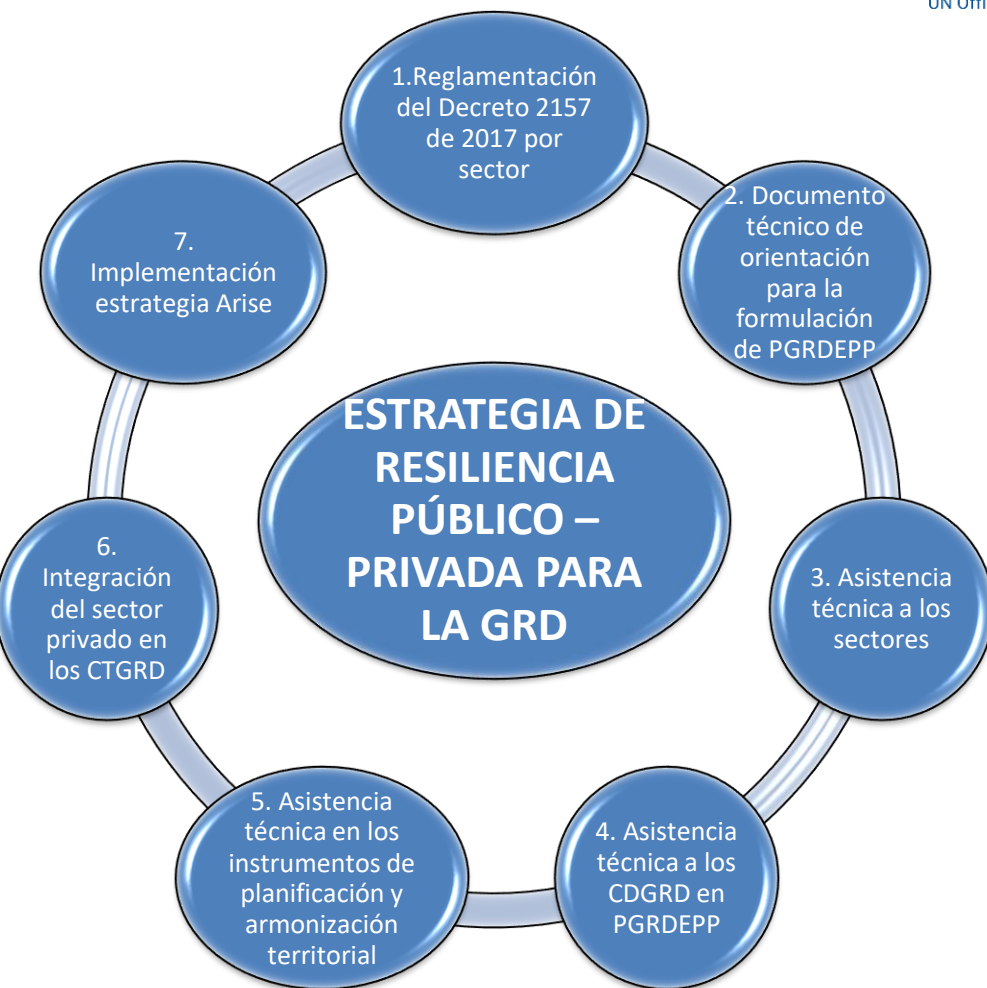 UN Offi
1.Reglamentación
del Decreto 2157
de 2017 por
sector
2. Documento
técnico de
orientación
para la
formulación
de PGRDEPP
7.
Implementación
estrategia Arise
ESTRATEGIA DE
RESILIENCIA
PÚBLICO –
PRIVADA PARA
LA GRD
3. Asistencia
técnica a los
sectores
6.
Integración
del sector
privado en
los CTGRD
4. Asistencia
técnica a los
CDGRD en
PGRDEPP
5. Asistencia
técnica en los
instrumentos de
planificación y
armonización
territorial